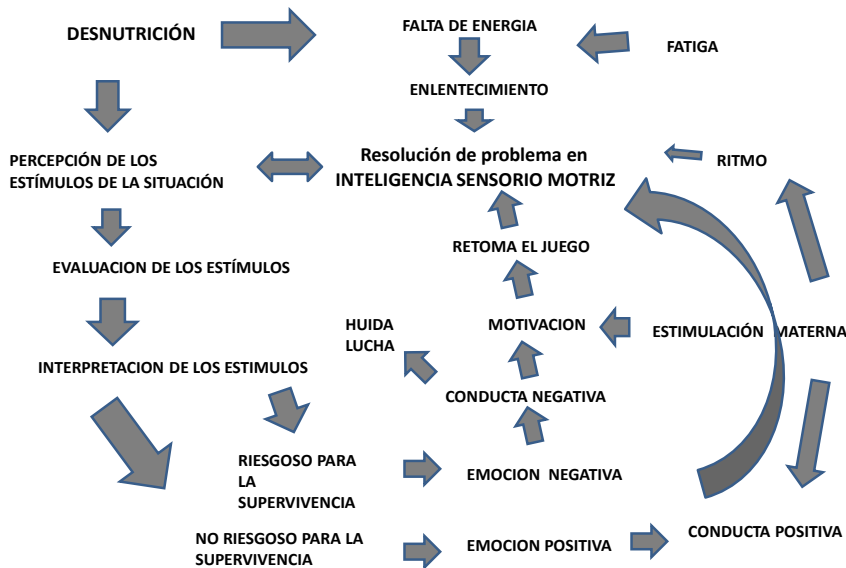 DESNUTRICIÓN
FALTA DE ENERGIA
FATIGA
ENLENTECIMIENTO
PERCEPCIÓN DE LOS
ESTÍMULOS DE LA SITUACIÓN
Resolución de problema en
INTELIGENCIA SENSORIO MOTRIZ
RITMO
RETOMA EL JUEGO
EVALUACION DE LOS ESTÍMULOS
HUIDA
LUCHA
MOTIVACION
ESTIMULACIÓN MATERNA
INTERPRETACION DE LOS ESTIMULOS
CONDUCTA NEGATIVA
RIESGOSO PARA
LA
SUPERVIVENCIA
EMOCION NEGATIVA
NO RIESGOSO PARA LA
SUPERVIVENCIA
EMOCION POSITIVA
CONDUCTA POSITIVA